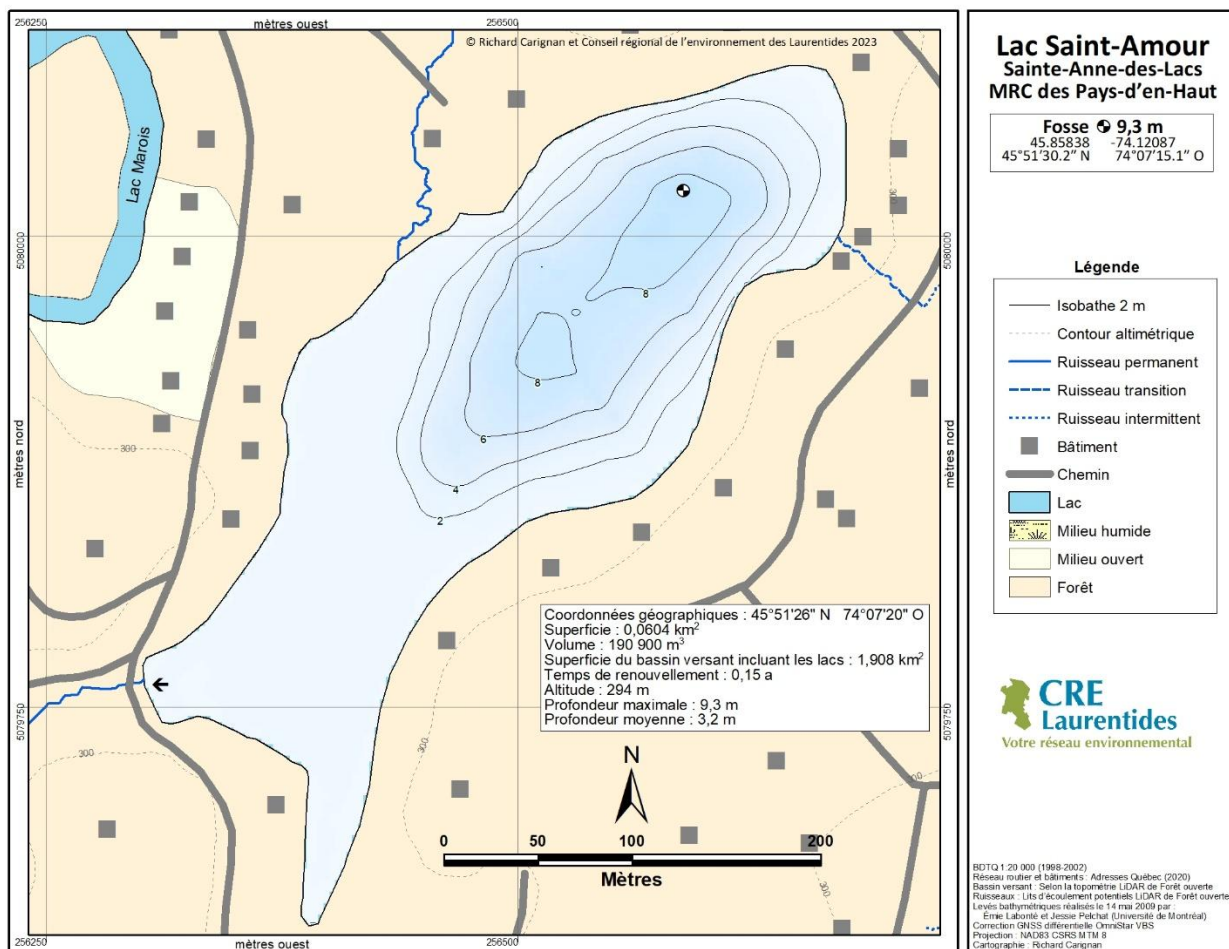 256250
mètres ouest
256500
© Richard Carignan et Conseil régional de l'environnement des Laurentides 2023
Lac Marois
5080000
5080000
mètres nord
mètres nord
300
300
8
8
6
4
2
Coordonnées géographiques : 45°51'26" N 74°07'20" O
Superficie : 0,0604 km²
Volume : 190 900 m³
Superficie du bassin versant incluant les lacs : 1,908 km²
Temps de renouvellement : 0,15 a
Altitude : 294 m
Profondeur maximale : 9,3 m
Profondeur moyenne : 3,2 m
5079750
5079750
300
300
300
300
N
0 50 100 200
Mètres
256250
mètres ouest
256500
Lac Saint-Amour
Sainte-Anne-des-Lacs
MRC des Pays-d'en-Haut
Fosse 9,3 m
45.85838 -74.12087
45°51'30.2" N 74°07'15.1" O
Légende
Isobathe 2 m
Contour altimétrique
Ruisseau permanent
Ruisseau transition
Ruisseau intermittent
Bâtiment
Chemin
Lac
Milieu humide
Milieu ouvert
Forêt
CRE
Laurentides
Votre réseau environnemental
BDTQ 1:20 000 (1998-2002)
Réseau routier et bâtiments : Adresses Québec (2020)
Bassin versant : Selon la topométrie LiDAR de Forêt ouverte
Ruisseaux : Lits d'écoulement potentiels LiDAR de Forêt ouverte
Levés bathymétriques réalisés le 14 mai 2009 par :
Émie Labonté et Jessie Pelchat (Université de Montréal)
Correction GNSS différentielle OmniStar VBS
Projection : NAD83 CSRS MTM 8
Cartographie : Richard Carignan